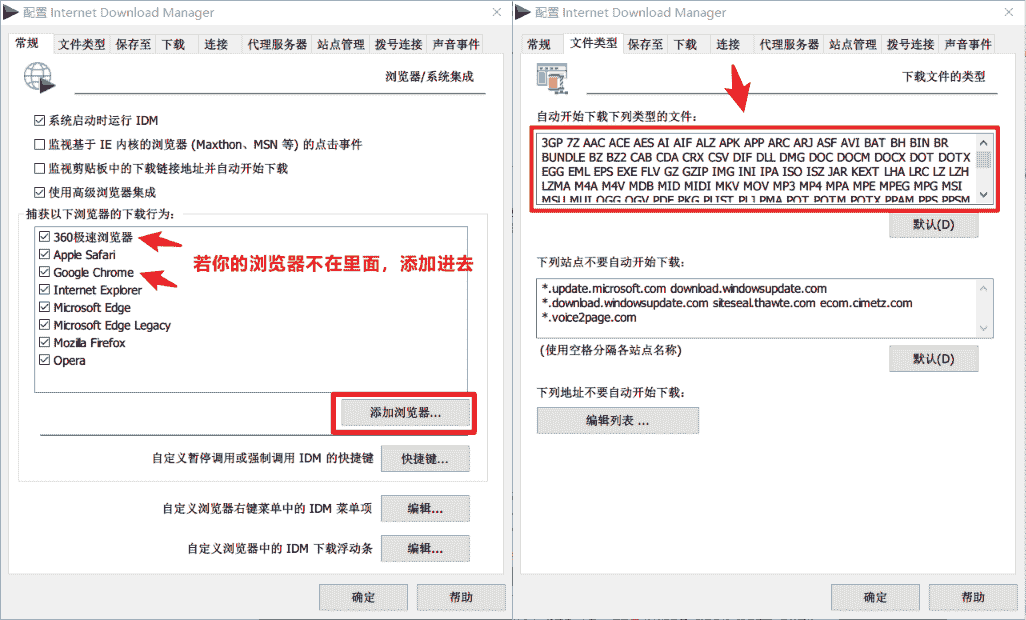 配置 Internet Download Manager
常规 文件类型 保存至 下载 连接 代理服务器 站点管理 拨号连接 声音事件
浏览器/系统集成
系统启动时运行 IDM
监视基于 IE 内核的浏览器 (Maxthon、MSN 等) 的点击事件
监视剪贴板中的下载链接地址并自动开始下载
使用高级浏览器集成
捕获以下浏览器的下载行为:
360极速浏览器
Apple Safari
Google Chrome
Internet Explorer
Microsoft Edge
Microsoft Edge Legacy
Mozilla Firefox
Opera
若你的浏览器不在里面，添加进去
添加浏览器...
自定义暂停调用或强制调用 IDM 的快捷键 快捷键...
自定义浏览器右键菜单中的 IDM 菜单项 编辑...
自定义浏览器中的 IDM 下载浮动条 编辑...
确定 帮助
配置 Internet Download Manager
常规 文件类型 保存至 下载 连接 代理服务器 站点管理 拨号连接 声音事件
下载文件的类型
自动开始下载下列类型的文件:
3GP 7Z AAC ACE AES AI AIF ALZ APK APP ARC ARJ ASF AVI BAT BH BIN BR
BUNDLE BZ BZ2 CAB CDA CRX CSV DIF DLL DMG DOC DOCM DOCX DOT DOTX
EGG EML EPS EXE FLV GZ GZIP IMG INI IPA ISO ISZ JAR KEXT LHA LRC LZ LZH
LZMA M4A M4V MDB MID MIDI MKV MOV MP3 MP4 MPA MPE MPEG MPG MSI
MSU MUI OGG OGV PDF PKG PLIST PLJ PMA POT POTM POTX PPAM PPS PPSM
默认(D)
下列站点不要自动开始下载:
*.update.microsoft.com download.windowsupdate.com
*.download.windowsupdate.com siteseal.thawte.com ecom.cimetz.com
*.voice2page.com
(使用空格分隔各站点名称)
默认(D)
下列地址不要自动开始下载:
编辑列表 ...
确定 帮助